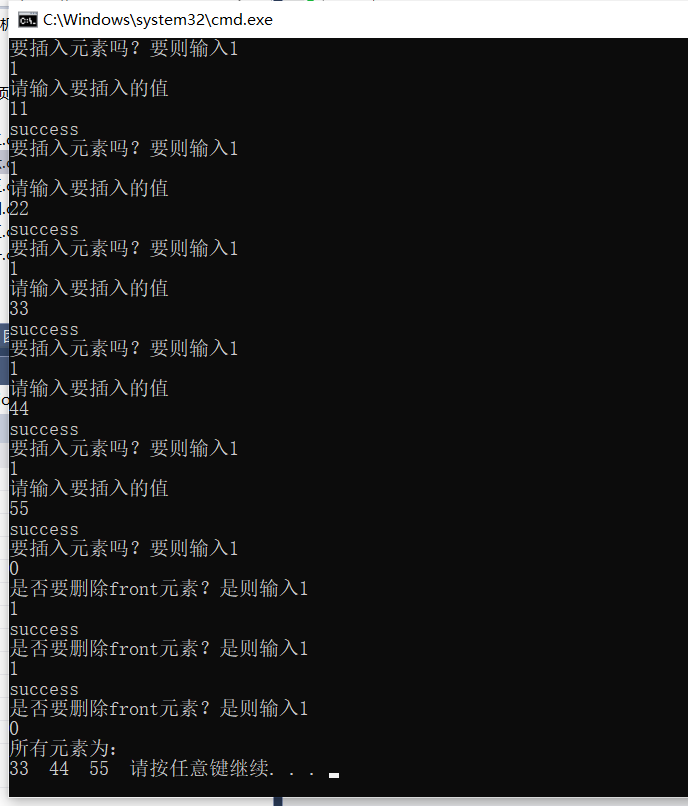 C:\Windows\system32\cmd.exe
要插入元素吗？要则输入1
1
请输入要插入的值
11
success
要插入元素吗？要则输入1
1
请输入要插入的值
22
success
要插入元素吗？要则输入1
1
请输入要插入的值
33
success
要插入元素吗？要则输入1
1
请输入要插入的值
44
success
要插入元素吗？要则输入1
1
请输入要插入的值
55
success
要插入元素吗？要则输入1
0
是否要删除front元素？是则输入1
1
success
是否要删除front元素？是则输入1
1
success
是否要删除front元素？是则输入1
0
所有元素为：
33  44  55  请按任意键继续. . .